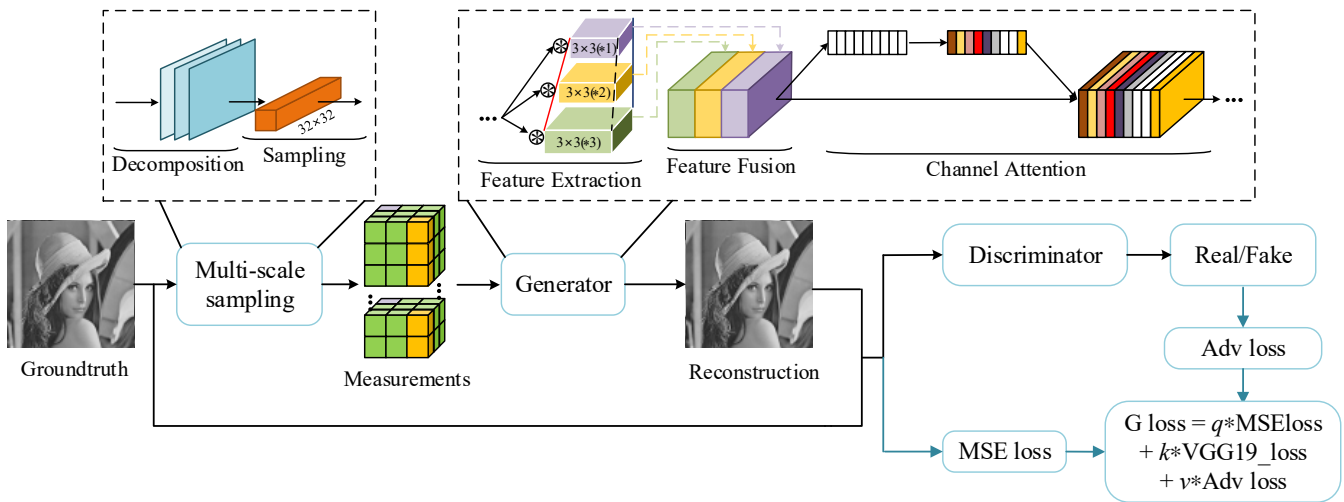 3×3(*1)
3×3(*2)
3×3(*3)
...
...
32×32
Decomposition
Sampling
Feature Extraction
Feature Fusion
Channel Attention
Multi-scale
sampling
Generator
Discriminator
Real/Fake
Groundtruth
Measurements
Reconstruction
Adv loss
MSE loss
G loss = q*MSEloss
+ k*VGG19_loss
+ v*Adv loss